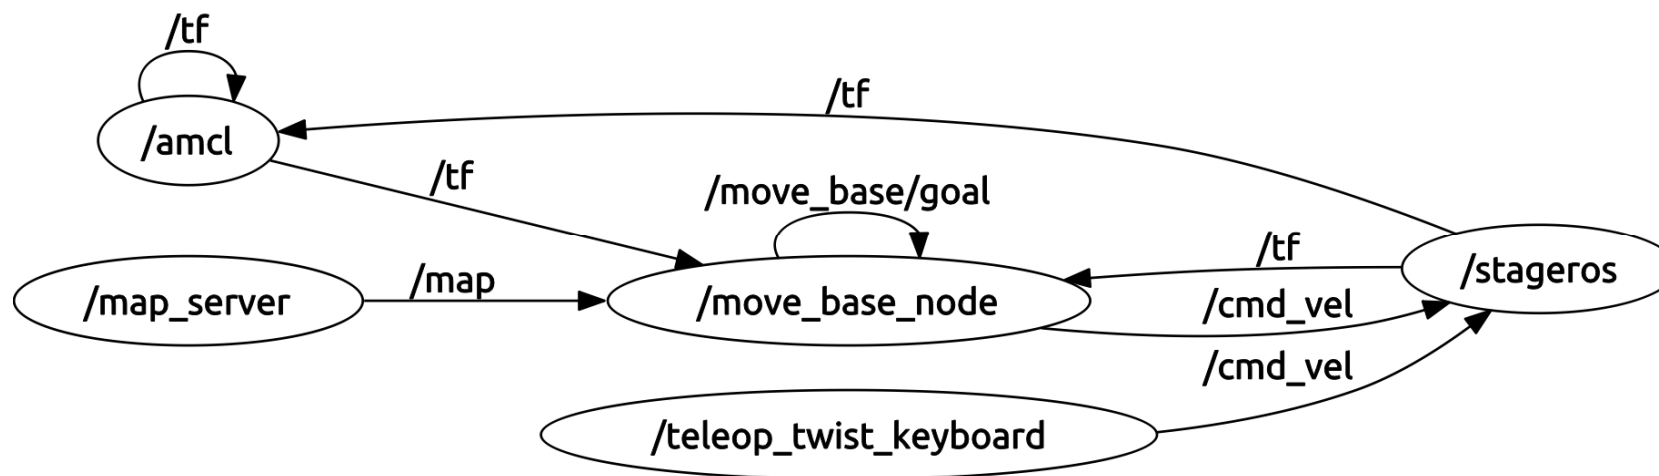 /tf
/tf
/amcl
/tf
/move_base/goal
/tf
/stageros
/map
/map_server
/move_base_node
/cmd_vel
/cmd_vel
/teleop_twist_keyboard